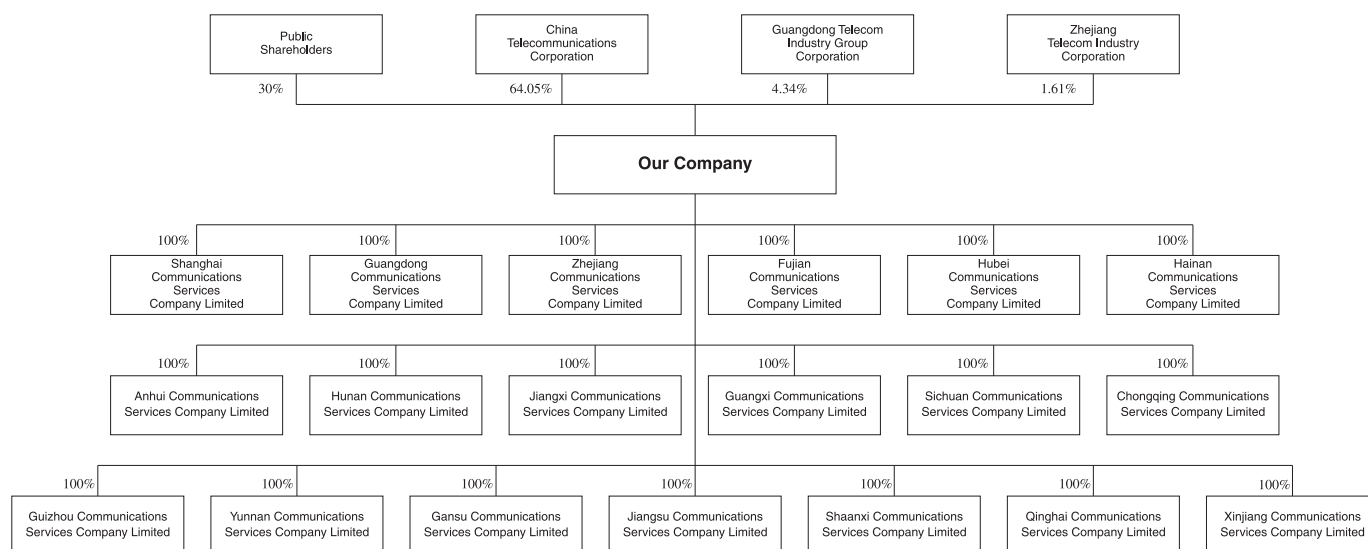 Public
Shareholders
China
Telecommunications
Corporation
Guangdong Telecom
Industry Group
Corporation
Zhejiang
Telecom Industry
Corporation
30%
64.05%
4.34%
1.61%
Our Company
100%
100%
100%
100%
100%
100%
Shanghai
Communications
Services
Company Limited
Guangdong
Communications
Services
Company Limited
Zhejiang
Communications
Services
Company Limited
Fujian
Communications
Services
Company Limited
Hubei
Communications
Services
Company Limited
Hainan
Communications
Services
Company Limited
100%
100%
100%
100%
100%
100%
Anhui Communications
Services Company Limited
Hunan Communications
Services Company Limited
Jiangxi Communications
Services Company Limited
Guangxi Communications
Services Company Limited
Sichuan Communications
Services Company Limited
Chongqing Communications
Services Company Limited
100%
100%
100%
100%
100%
100%
100%
Guizhou Communications
Services Company Limited
Yunnan Communications
Services Company Limited
Gansu Communications
Services Company Limited
Jiangsu Communications
Services Company Limited
Shaanxi Communications
Services Company Limited
Qinghai Communications
Services Company Limited
Xinjiang Communications
Services Company Limited